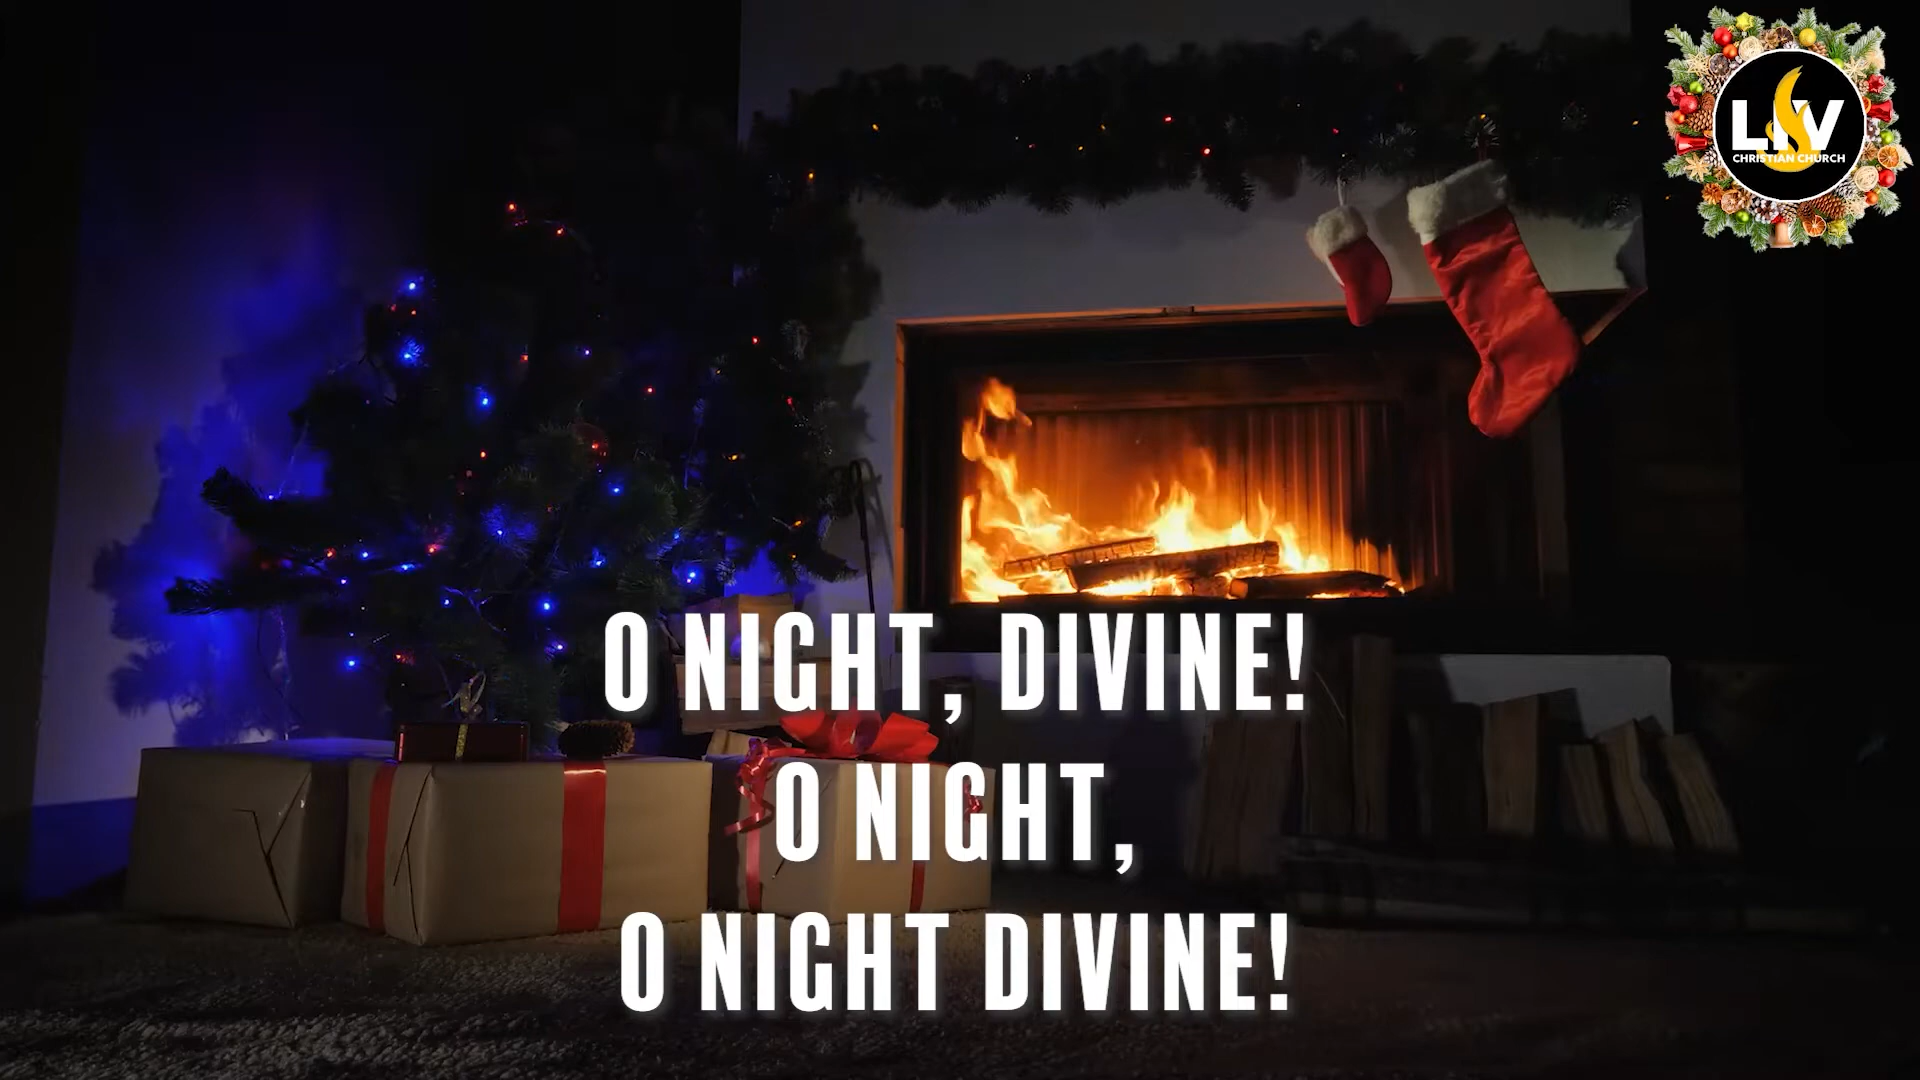 LIV
CHRISTIAN CHURCH
O NIGHT, DIVINE!
O NIGHT,
O NIGHT DIVINE!